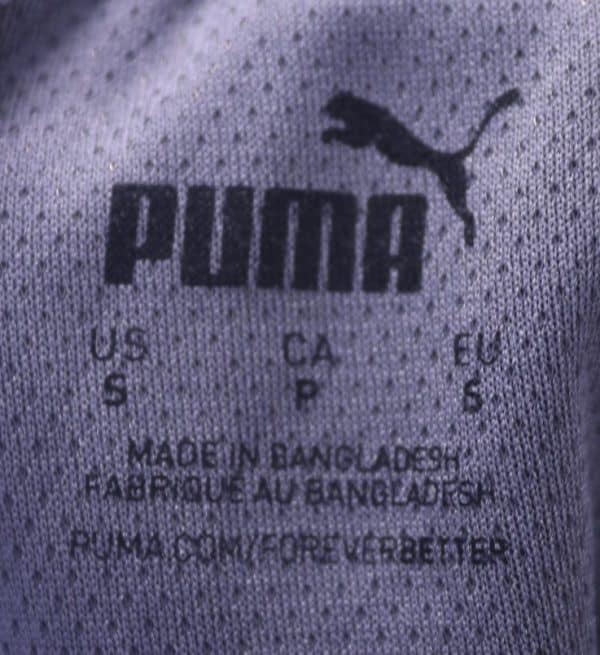 PUMA
US CA EU
S P S
MADE IN BANGLADESH
FABRIQUÉ AU BANGLADESH
PUMA.COM/FOREVERBETTER